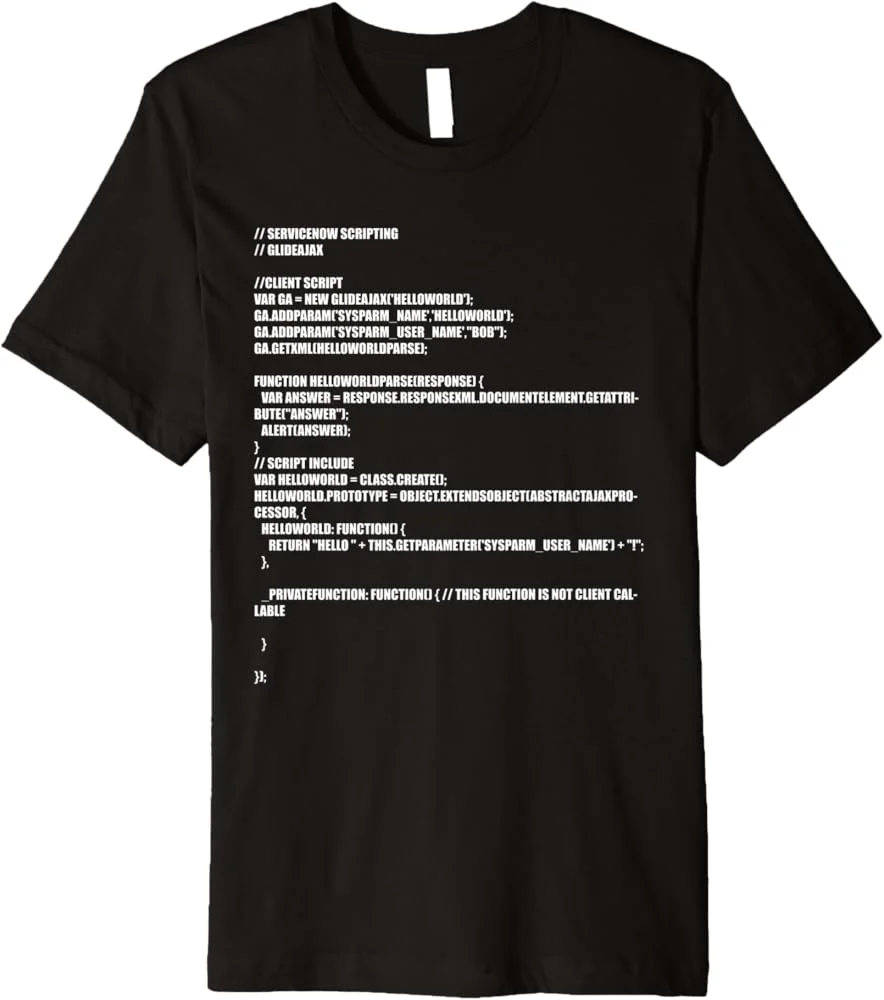 // SERVICENOW SCRIPTING
// GLIDEAJAX
//CLIENT SCRIPT
VAR GA = NEW GLIDEAJAX('HELLOWORLD');
GA.ADDPARAM('SYSPARM_NAME','HELLOWORLD');
GA.ADDPARAM('SYSPARM_USER_NAME',"BOB");
GA.GETXML(HELLOWORLDPARSE);
FUNCTION HELLOWORLDPARSE(RESPONSE) {
VAR ANSWER = RESPONSE.RESPONSEXML.DOCUMENTELEMENT.GETATTRI-
BUTE("ANSWER");
ALERT(ANSWER);
}
// SCRIPT INCLUDE
VAR HELLOWORLD = CLASS.CREATE();
HELLOWORLD.PROTOTYPE = OBJECT.EXTENDSOBJECT(ABSTRACTAJAXPRO-
CESSOR, {
HELLOWORLD: FUNCTION() {
RETURN "HELLO " + THIS.GETPARAMETER('SYSPARM_USER_NAME') + "!";
},
_PRIVATEFUNCTION: FUNCTION() { // THIS FUNCTION IS NOT CLIENT CAL-
LABLE
}
});